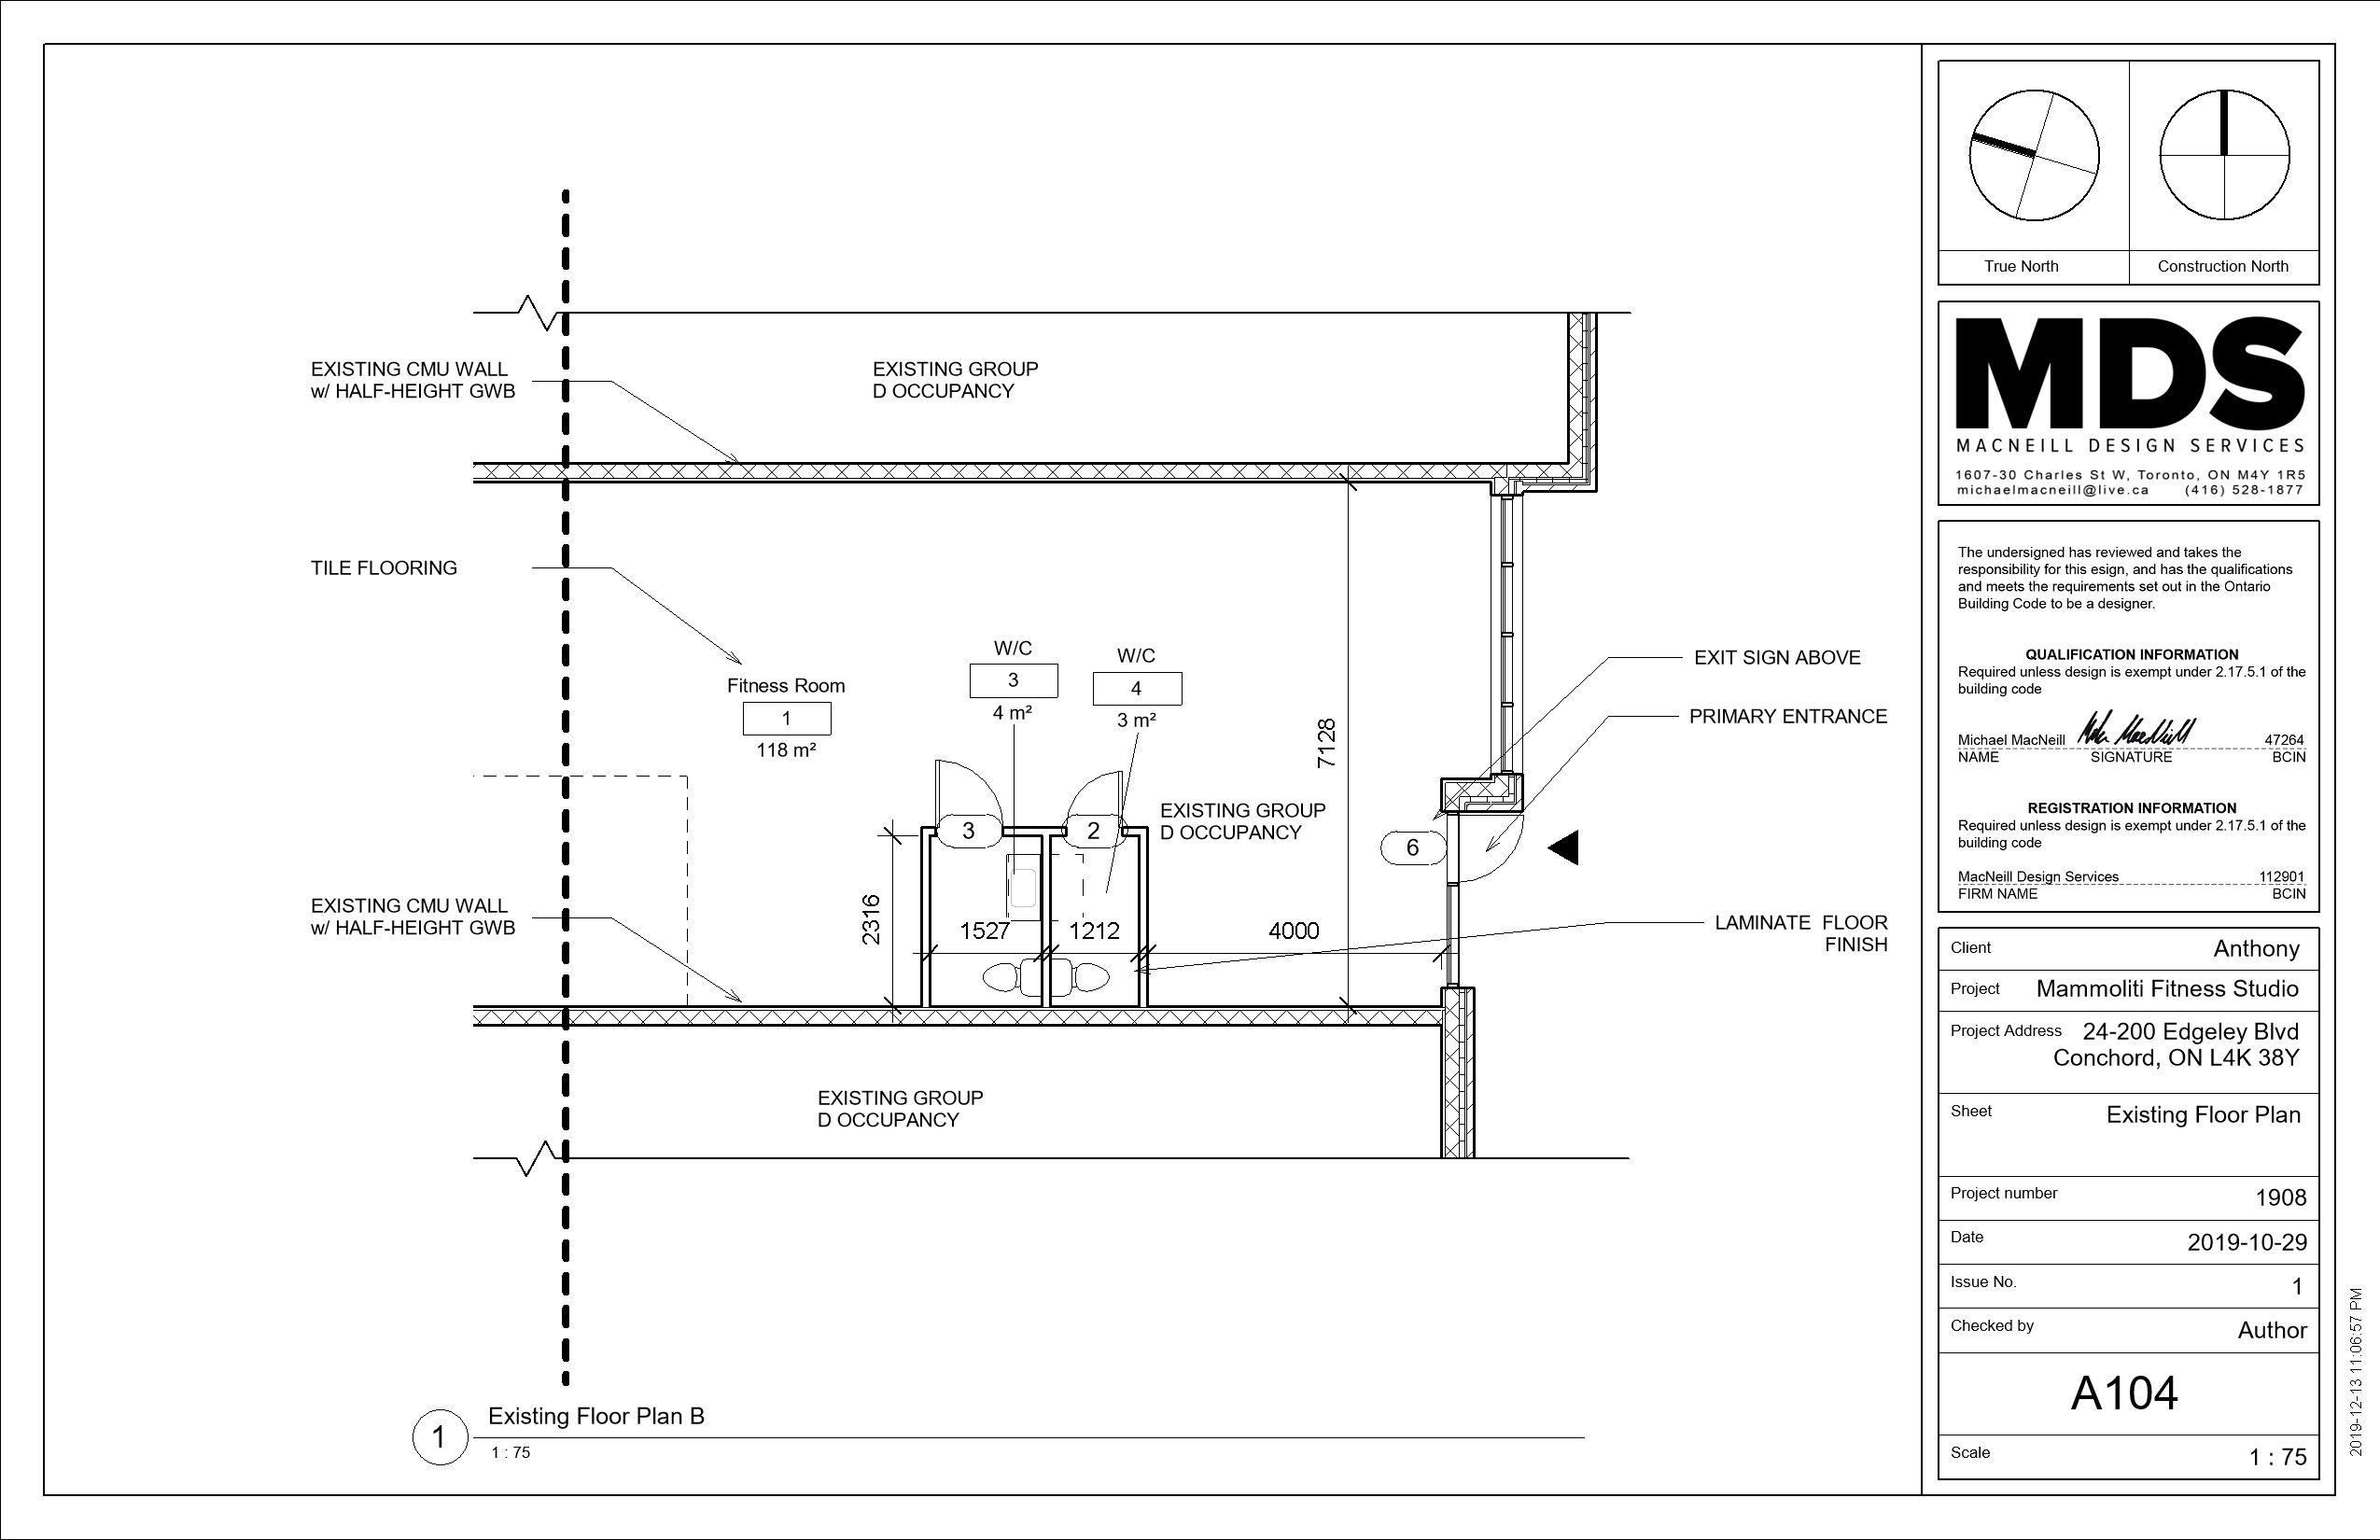 EXISTING CMU WALL
w/ HALF-HEIGHT GWB
EXISTING GROUP
D OCCUPANCY
TILE FLOORING
Fitness Room
1
118 m²
W/C
3
4 m²
W/C
4
3 m²
7128
EXIT SIGN ABOVE
PRIMARY ENTRANCE
EXISTING GROUP
D OCCUPANCY
3
2
6
EXISTING CMU WALL
w/ HALF-HEIGHT GWB
2316
1527
1212
4000
LAMINATE FLOOR
FINISH
EXISTING GROUP
D OCCUPANCY
1
Existing Floor Plan B
1 : 75
True North
Construction North
MDS
MACNEILL DESIGN SERVICES
1607-30 Charles St W, Toronto, ON M4Y 1R5
michaelmacneill@live.ca (416) 528-1877
The undersigned has reviewed and takes the
responsibility for this esign, and has the qualifications
and meets the requirements set out in the Ontario
Building Code to be a designer.
QUALIFICATION INFORMATION
Required unless design is exempt under 2.17.5.1 of the
building code
Michael MacNeill Mike MacNeill 47264
NAME SIGNATURE BCIN
REGISTRATION INFORMATION
Required unless design is exempt under 2.17.5.1 of the
building code
MacNeill Design Services 112901
FIRM NAME BCIN
Client Anthony
Project Mammoliti Fitness Studio
Project Address 24-200 Edgeley Blvd
Conchord, ON L4K 38Y
Sheet Existing Floor Plan
Project number 1908
Date 2019-10-29
Issue No. 1
Checked by Author
A104
Scale 1 : 75
2019-12-13 11:06:57 PM